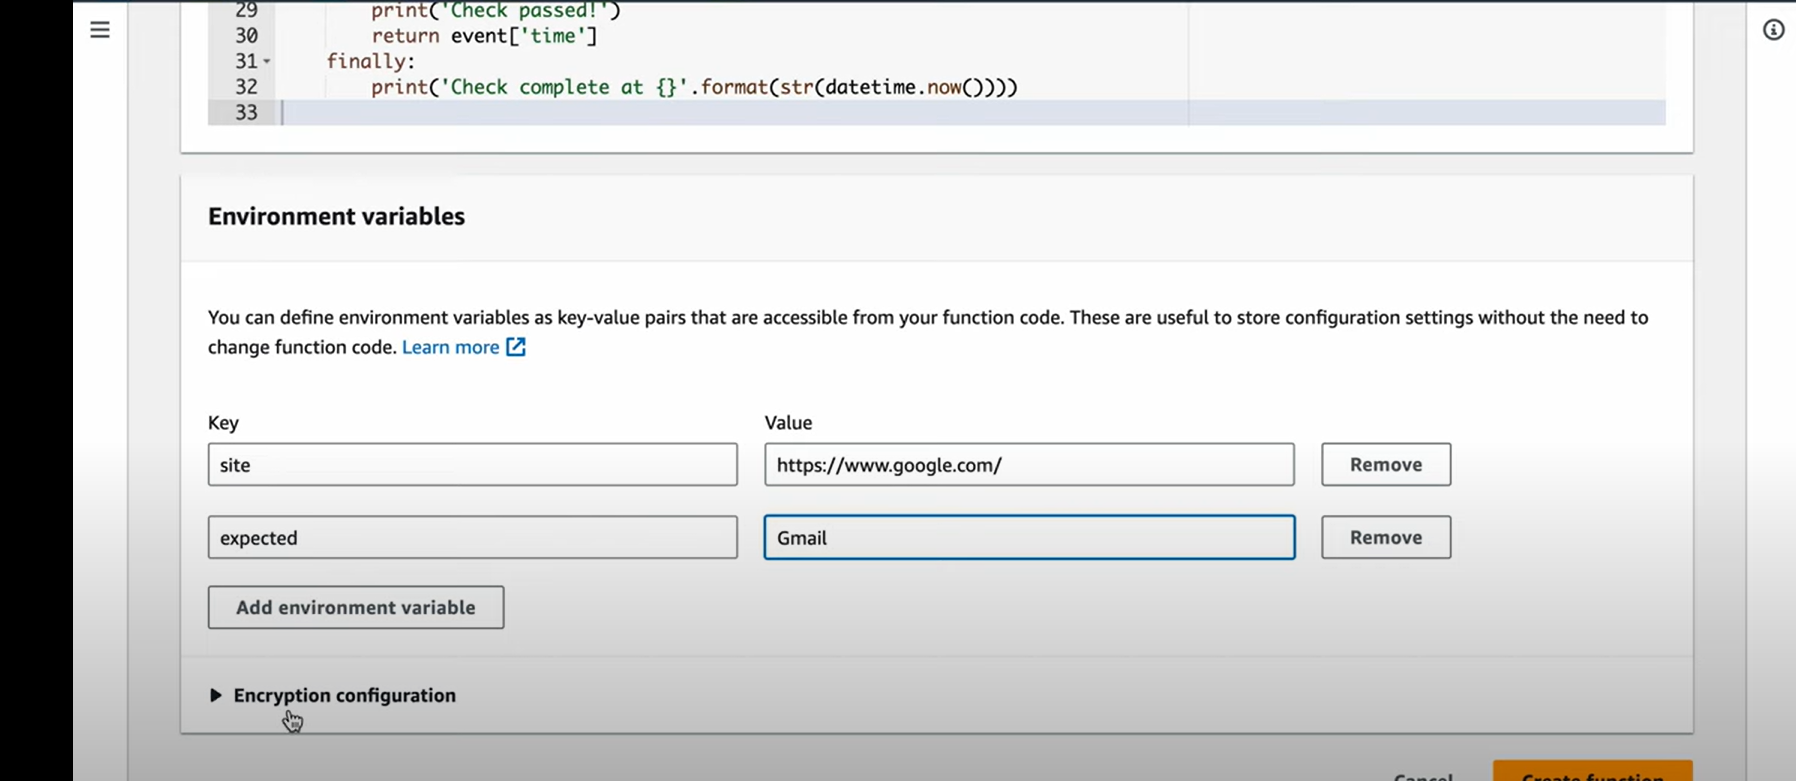 29 print('Check passed!')
30 return event['time']
31 finally:
32 print('Check complete at {}'.format(str(datetime.now())))
33
Environment variables
You can define environment variables as key-value pairs that are accessible from your function code. These are useful to store configuration settings without the need to
change function code. Learn more
Key Value
site https://www.google.com/ Remove
expected Gmail Remove
Add environment variable
Encryption configuration
Cancel Create function